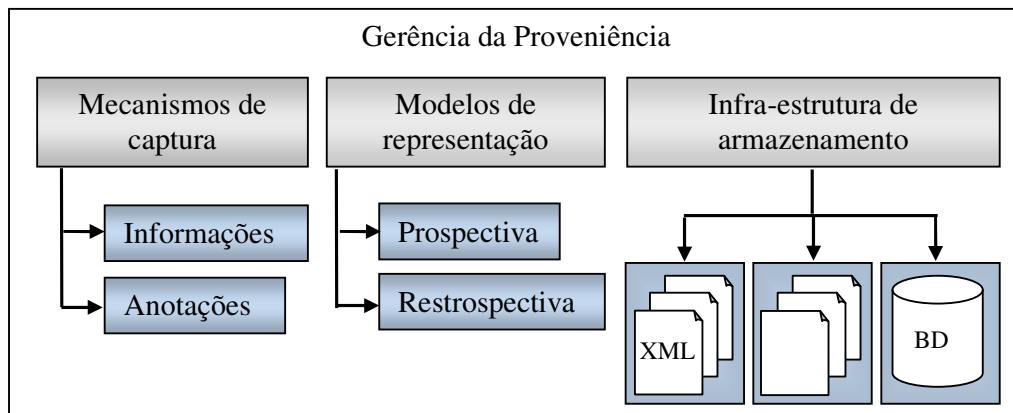 Gerência da Proveniência
Mecanismos de
captura
Modelos de
representação
Infra-estrutura de
armazenamento
Informações
Anotações
Prospectiva
Restrospectiva
XML
BD